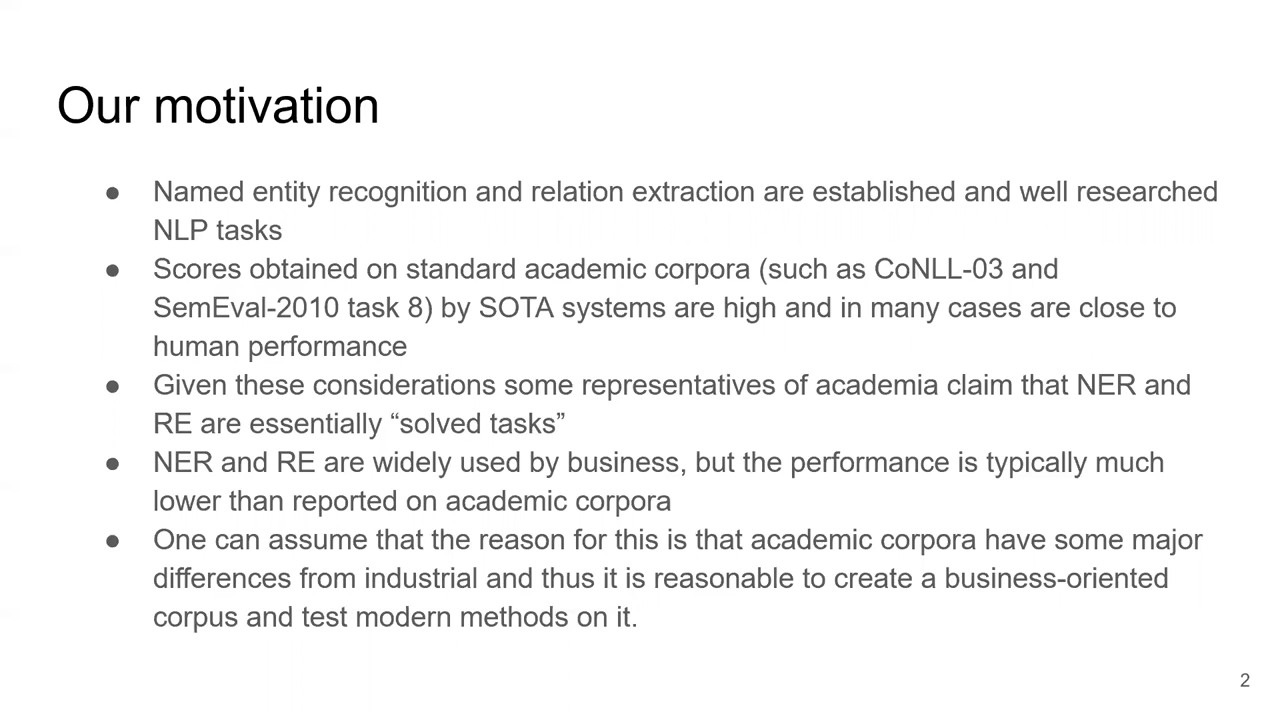 Our motivation
● Named entity recognition and relation extraction are established and well researched
NLP tasks
● Scores obtained on standard academic corpora (such as CoNLL-03 and
SemEval-2010 task 8) by SOTA systems are high and in many cases are close to
human performance
● Given these considerations some representatives of academia claim that NER and
RE are essentially “solved tasks”
● NER and RE are widely used by business, but the performance is typically much
lower than reported on academic corpora
● One can assume that the reason for this is that academic corpora have some major
differences from industrial and thus it is reasonable to create a business-oriented
corpus and test modern methods on it.
2